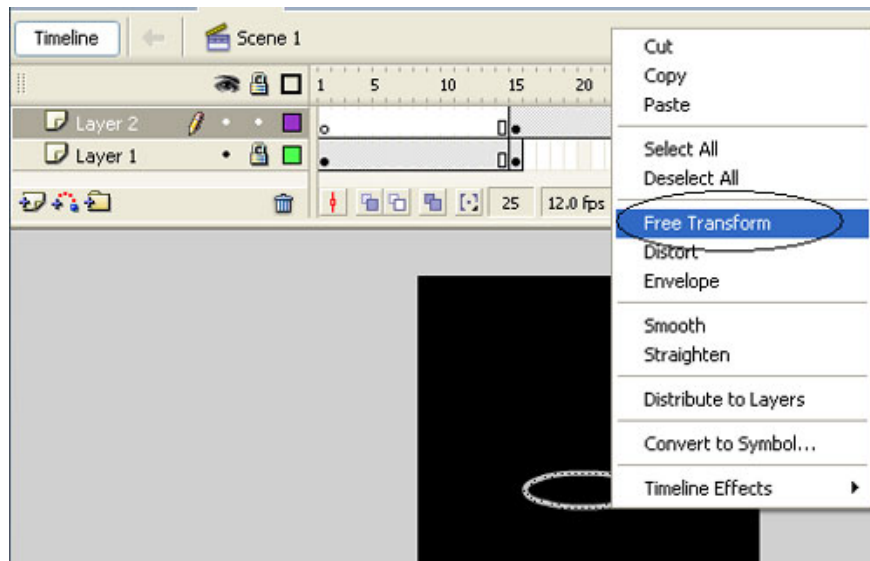 Timeline
Scene 1
1 5 10 15 20
Layer 2
Layer 1
25 12.0 fps
Cut
Copy
Paste
Select All
Deselect All
Free Transform
Distort
Envelope
Smooth
Straighten
Distribute to Layers
Convert to Symbol...
Timeline Effects